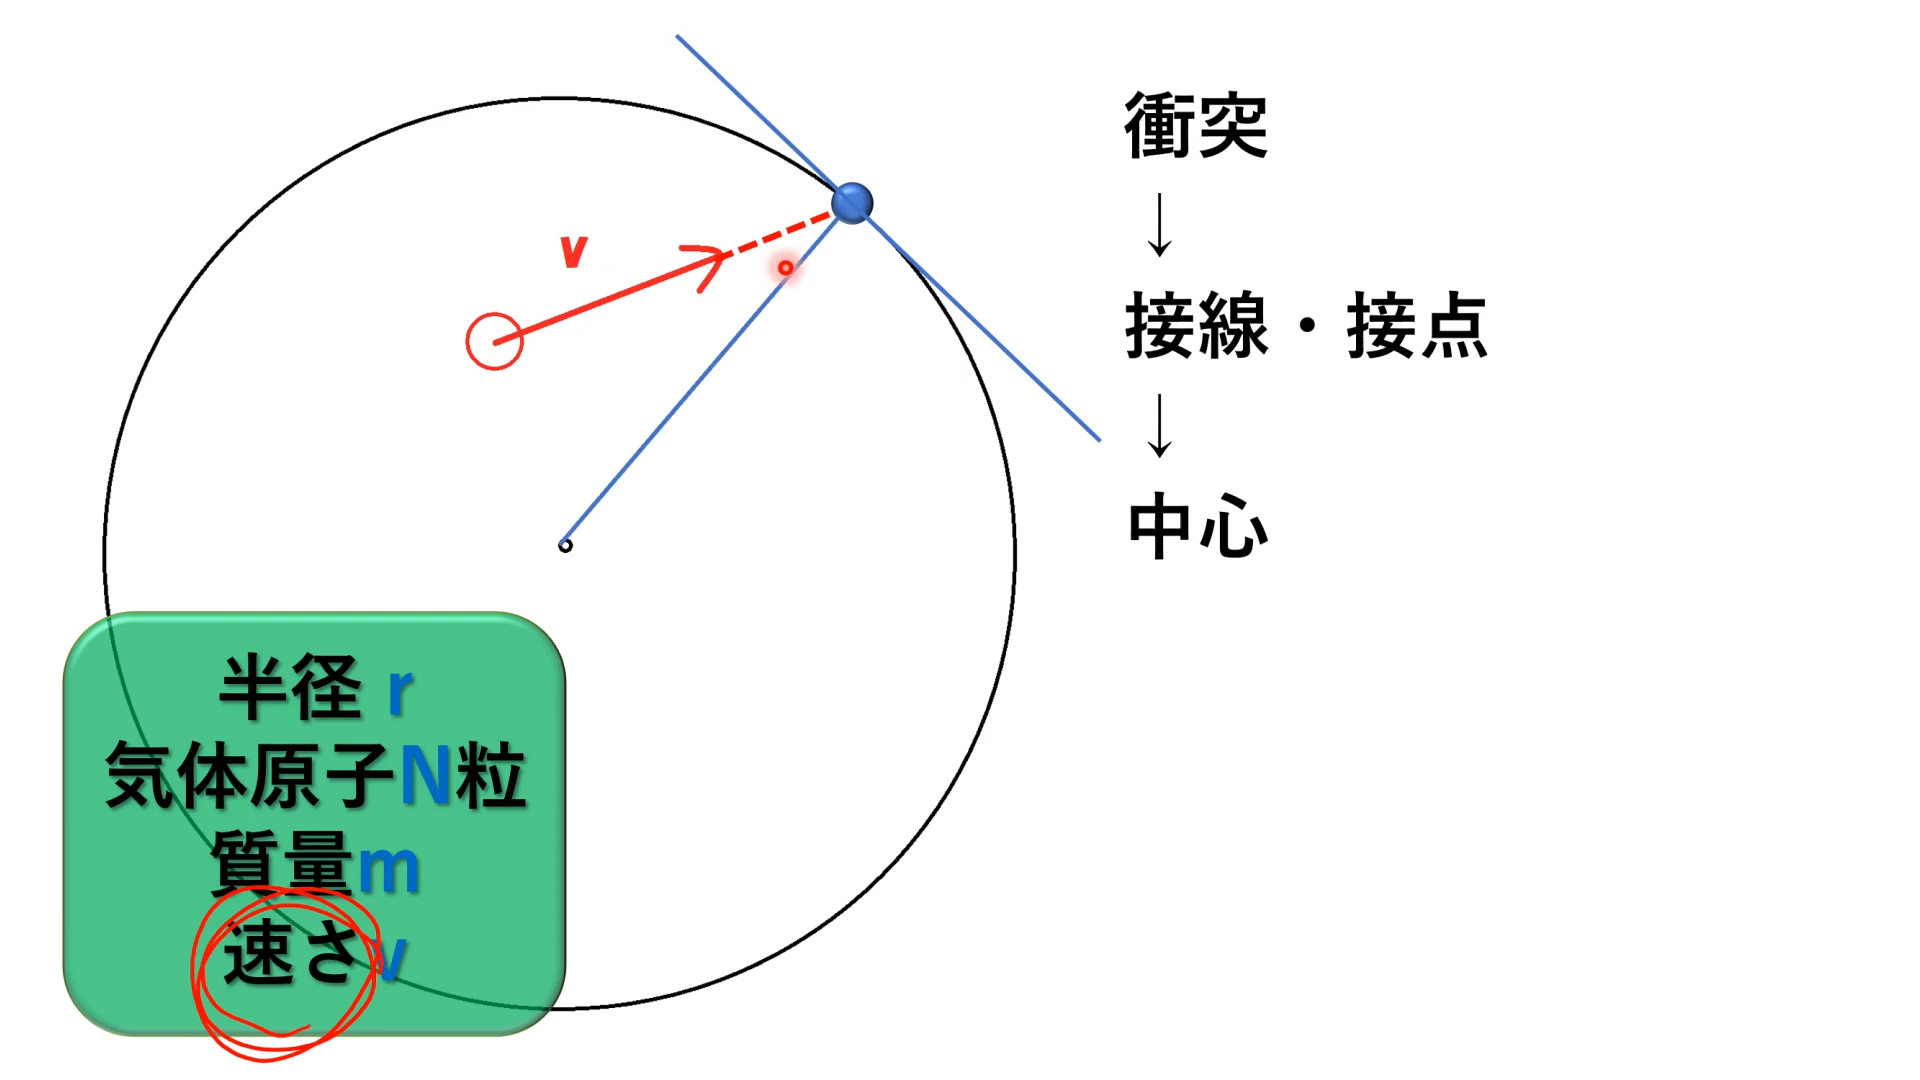 衝突
↓
接線・接点
↓
中心
v
半径 r
気体原子N粒
質量m
速さv